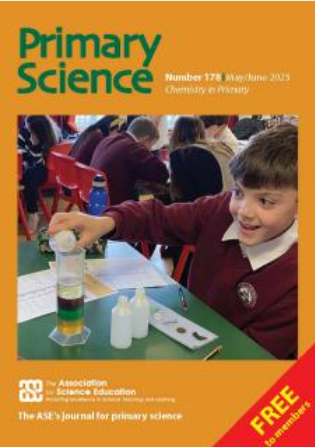 Primary
Science
Number 178 May/June 2023
Chemistry in Primary
The Association
for Science Education
Promoting Excellence in Science Teaching and Learning
The ASE's journal for primary science
FREE
to members